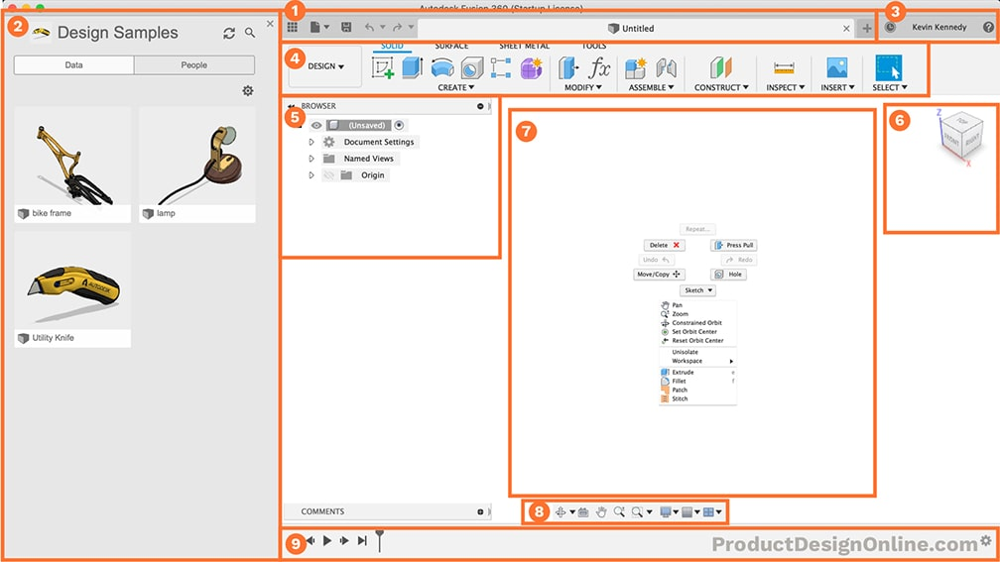 Autodesk Fusion 360 (Startup License)
1
2
Design Samples
Data
People
bike frame
lamp
AUTODESK
Utility Knife
Untitled
3
Kevin Kennedy
4
DESIGN
SOLID
SURFACE
SHEET METAL
TOOLS
CREATE
MODIFY
ASSEMBLE
CONSTRUCT
INSPECT
INSERT
SELECT
5
BROWSER
(Unsaved)
Document Settings
Named Views
Origin
6
Z
TOP
FRONT
RIGHT
X
7
Repeat...
Delete
Press Pull
Undo
Redo
Move/Copy
Hole
Sketch
Pan
Zoom
Constrained Orbit
Set Orbit Center
Reset Orbit Center
Unisolate
Workspace
Extrude e
Fillet f
Patch
Stitch
COMMENTS
8
9
ProductDesignOnline.com